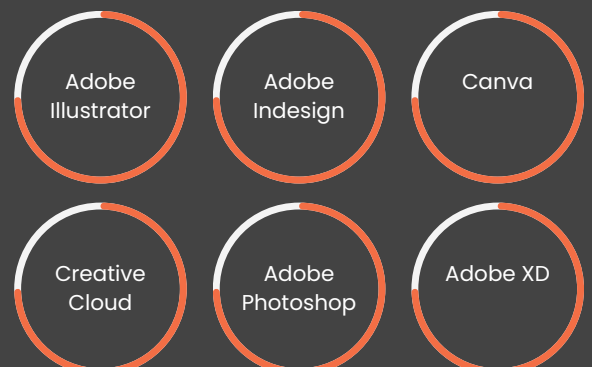 Adobe
Illustrator
Adobe
Indesign
Canva
Creative
Cloud
Adobe
Photoshop
Adobe XD